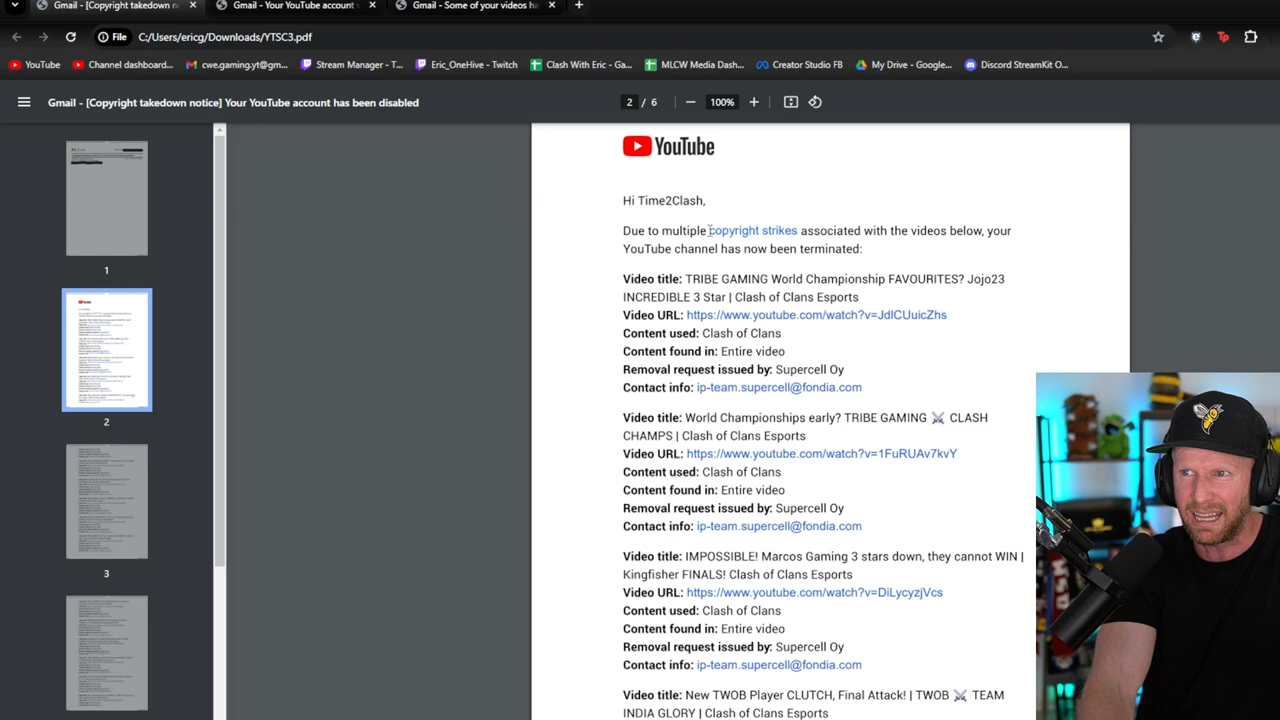 Gmail - [Copyright takedown no
Gmail - Your YouTube account
Gmail - Some of your videos ha
File
C:/Users/ericg/Downloads/YTSC3.pdf
Tp
YouTube
Channel dashboard...
cwe.gaming.yt@gm...
Stream Manager - T...
Eric_OneHive - Twitch
Clash With Eric - Ga...
MLCW Media Clash...
Creator Studio FB
My Drive - Google...
Discord StreamKit O...
Gmail - [Copyright takedown notice] Your YouTube account has been disabled
2 / 6
100%
1
2
3
YouTube
Hi Time2Clash,
Due to multiple copyright strikes associated with the videos below, your
YouTube channel has now been terminated:
Video title: TRIBE GAMING World Championship FAVOURITES? Jojo23
INCREDIBLE 3 Star | Clash of Clans Esports
Video URL: https://www.youtube.com/watch?v=JdICUuicZhs
Content used: Clash of Clans
Content found in: Entire video
Removal requested by: Supercell Oy
Contact info: ip-team.supercell@fondia.com
Video title: World Championships early? TRIBE GAMING ⚔ CLASH
CHAMPS | Clash of Clans Esports
Video URL: https://www.youtube.com/watch?v=1FuRUAv7kvY
Content used: Clash of Clans
Content found in: Entire video
Removal requested by: Supercell Oy
Contact info: ip-team.supercell@fondia.com
Video title: IMPOSSIBLE! Marcos Gaming 3 stars down, they cannot WIN |
Kingfisher FINALS! Clash of Clans Esports
Video URL: https://www.youtube.com/watch?v=DiLycyzjVcs
Content used: Clash of Clans
Content found in: Entire video
Removal requested by: Supercell Oy
Contact info: ip-team.supercell@fondia.com
Video title: New TWOB Player, Final Attack! | TWOB TEAM
INDIA GLORY | Clash of Clans Esports